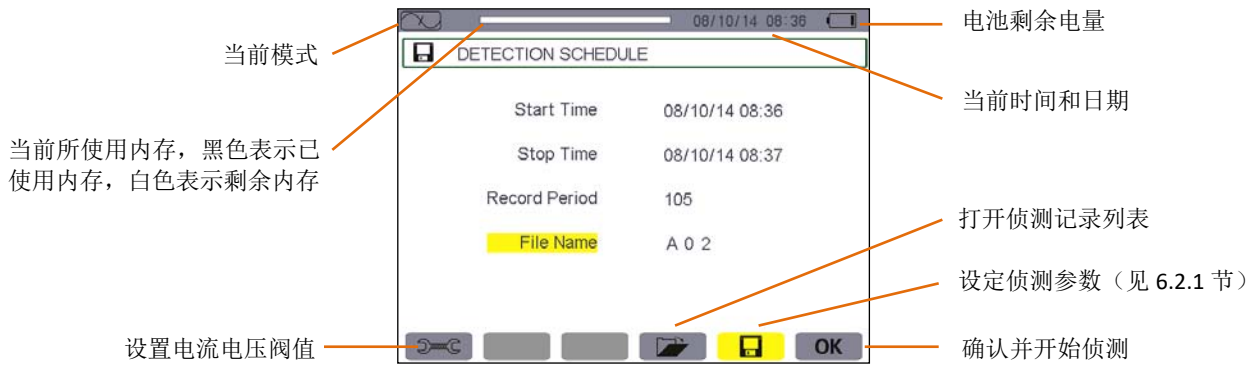 08/10/14 08:36
电池剩余电量
当前模式
DETECTION SCHEDULE
当前时间和日期
Start Time 08/10/14 08:36
当前所使用内存，黑色表示已
使用内存，白色表示剩余内存
Stop Time 08/10/14 08:37
Record Period 105
打开侦测记录列表
File Name A 0 2
设定侦测参数（见 6.2.1 节）
设置电流电压阀值
OK
确认并开始侦测